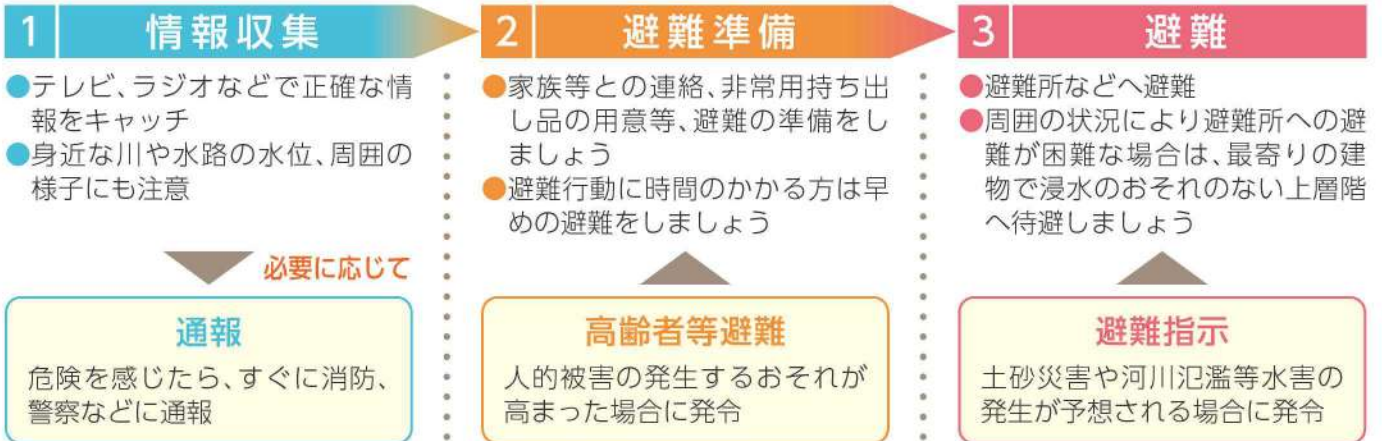 1 情報収集
●テレビ、ラジオなどで正確な情
報をキャッチ
●身近な川や水路の水位、周囲の
様子にも注意
必要に応じて
通報
危険を感じたら、すぐに消防、
警察などに通報
2 避難準備
●家族等との連絡、非常用持ち出
し品の用意等、避難の準備をし
ましょう
●避難行動に時間のかかる方は早
めの避難をしましょう
高齢者等避難
人的被害の発生するおそれが
高まった場合に発令
3 避難
●避難所などへ避難
●周囲の状況により避難所への避
難が困難な場合は、最寄りの建
物で浸水のおそれのない上層階
へ待避しましょう
避難指示
土砂災害や河川氾濫等水害の
発生が予想される場合に発令